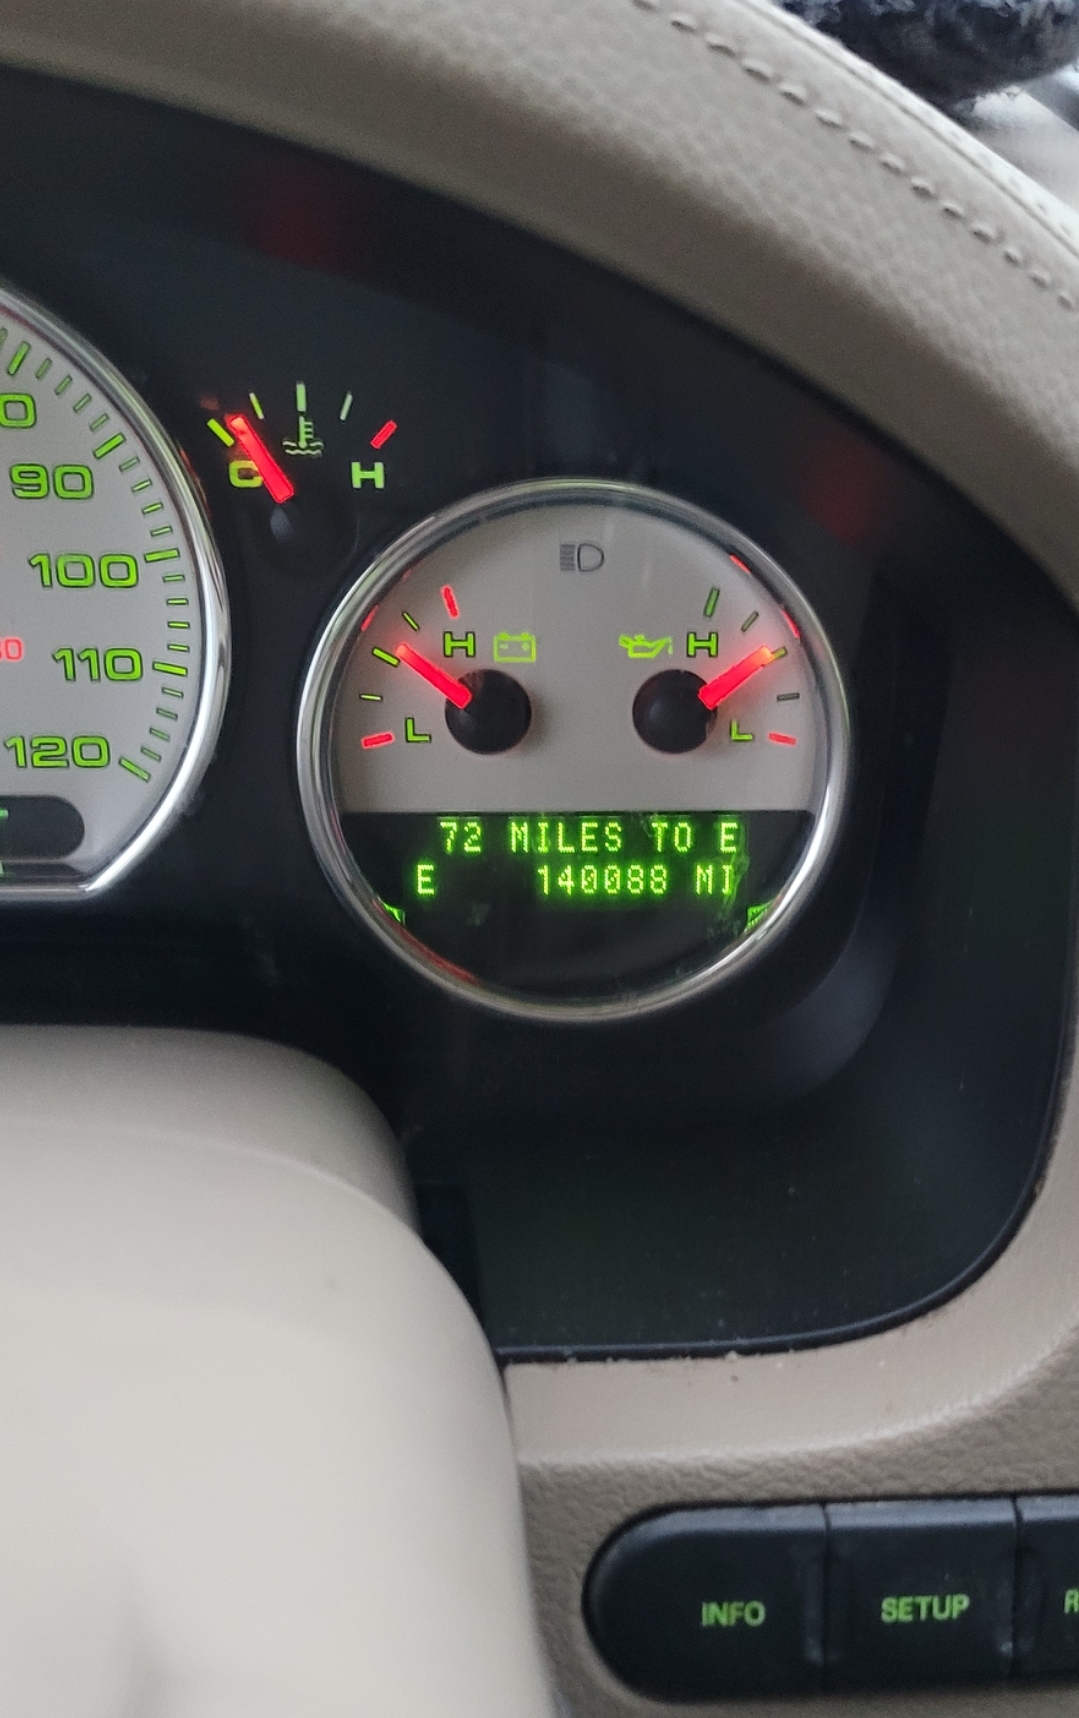 90
100
110
120
C H
H H
L L
72 MILES TO E
E 140088 MI
INFO SETUP